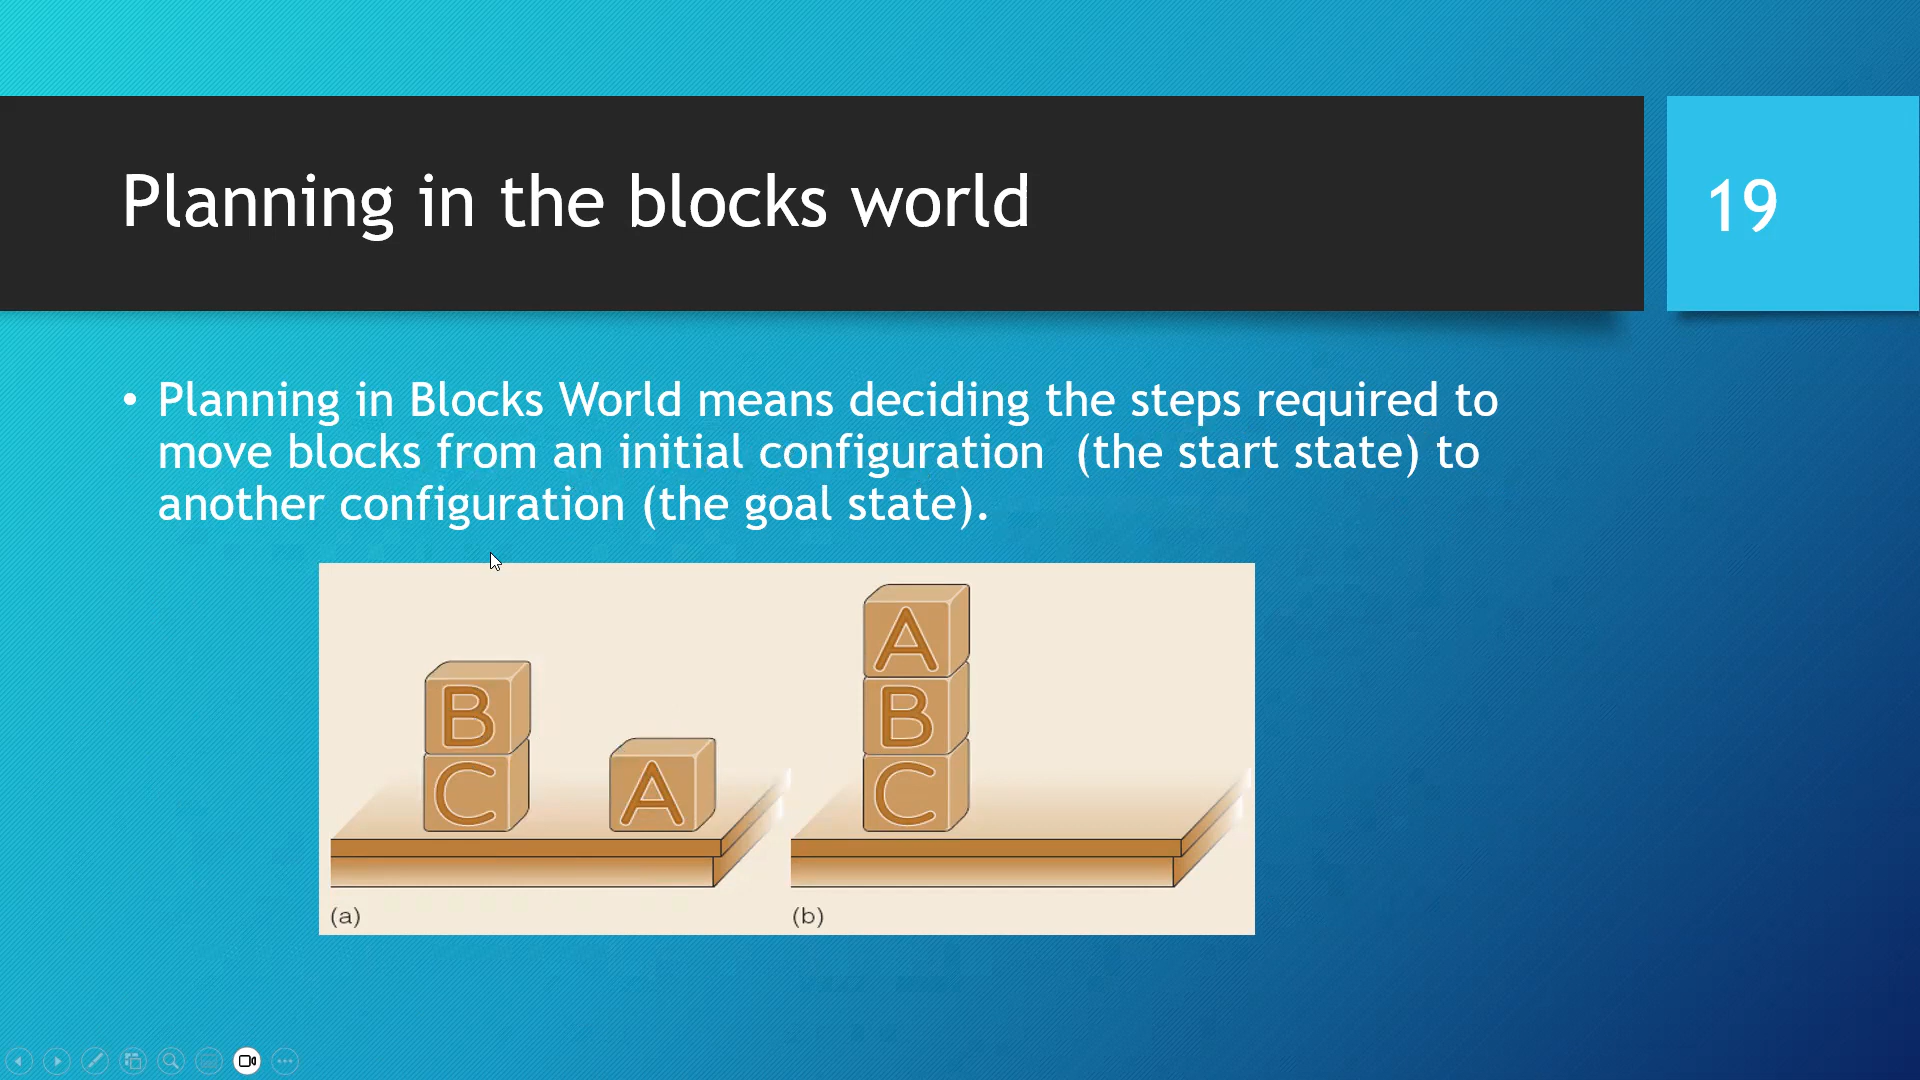 Planning in the blocks world
19
• Planning in Blocks World means deciding the steps required to
move blocks from an initial configuration  (the start state) to
another configuration (the goal state).
A
B
B
C
A
C
(a)
(b)